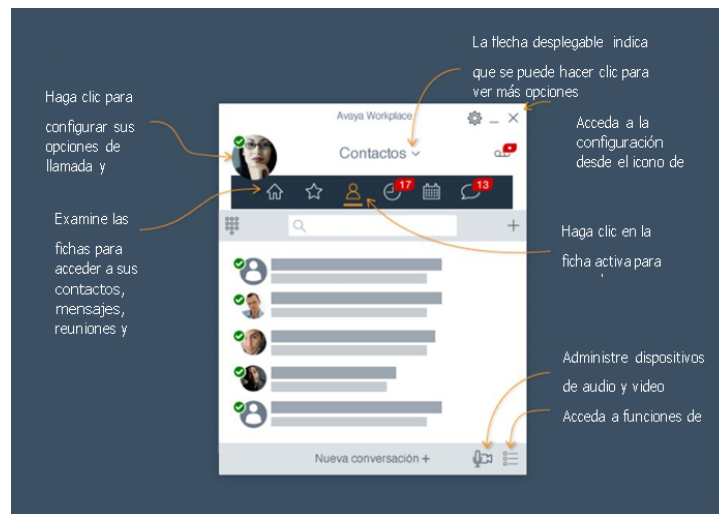 La flecha desplegable indica
que se puede hacer clic para
ver más opciones
Haga clic para
configurar sus
opciones de
llamada y
Avaya Workplace
Contactos
Acceda a la
configuración
desde el icono de
17
13
Examine las
fichas para
acceder a sus
contactos,
mensajes,
reuniones y
Haga clic en la
ficha activa para
Administre dispositivos
de audio y video
Acceda a funciones de
Nueva conversación +